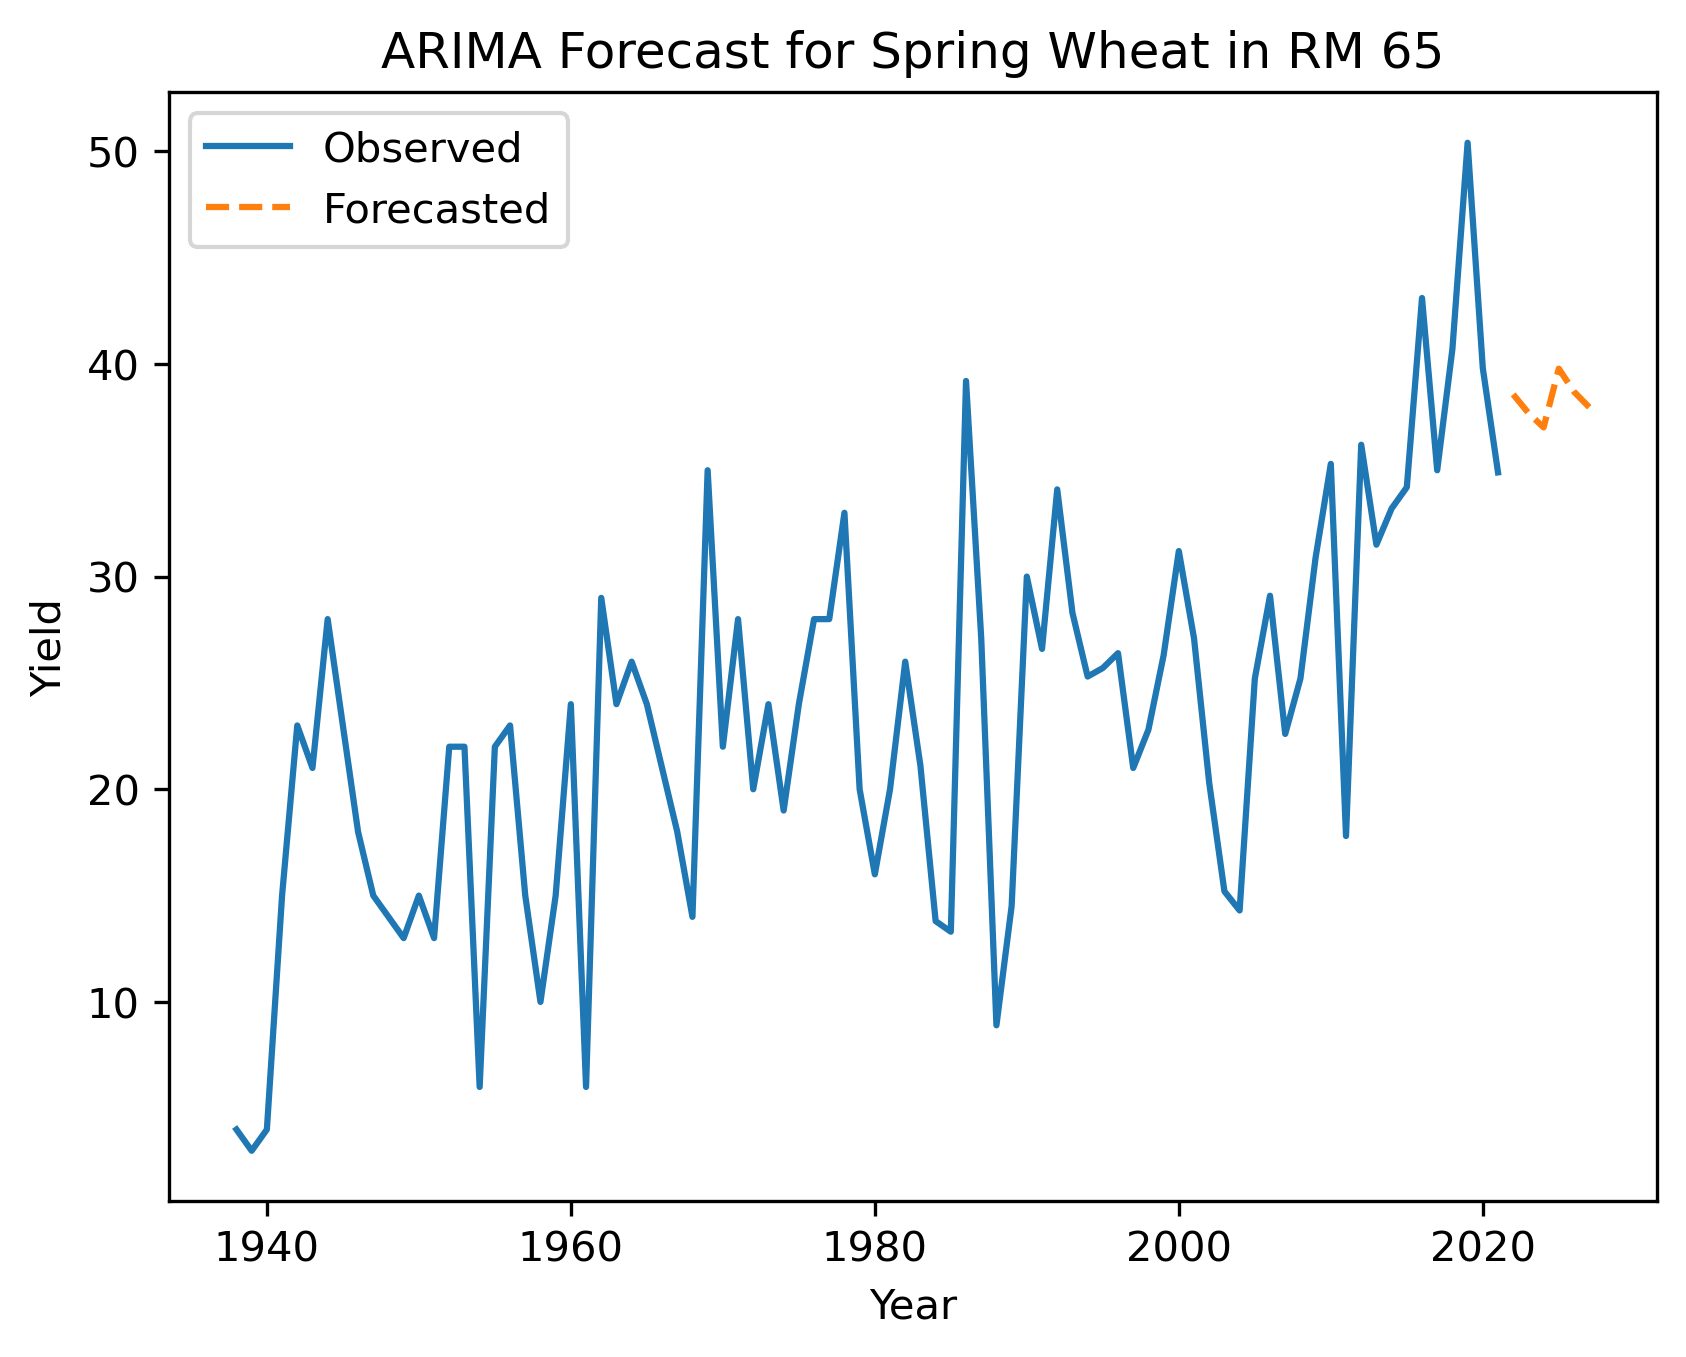 ARIMA Forecast for Spring Wheat in RM 65
Observed
Forecasted
50
40
30
20
10
Yield
1940 1960 1980 2000 2020
Year